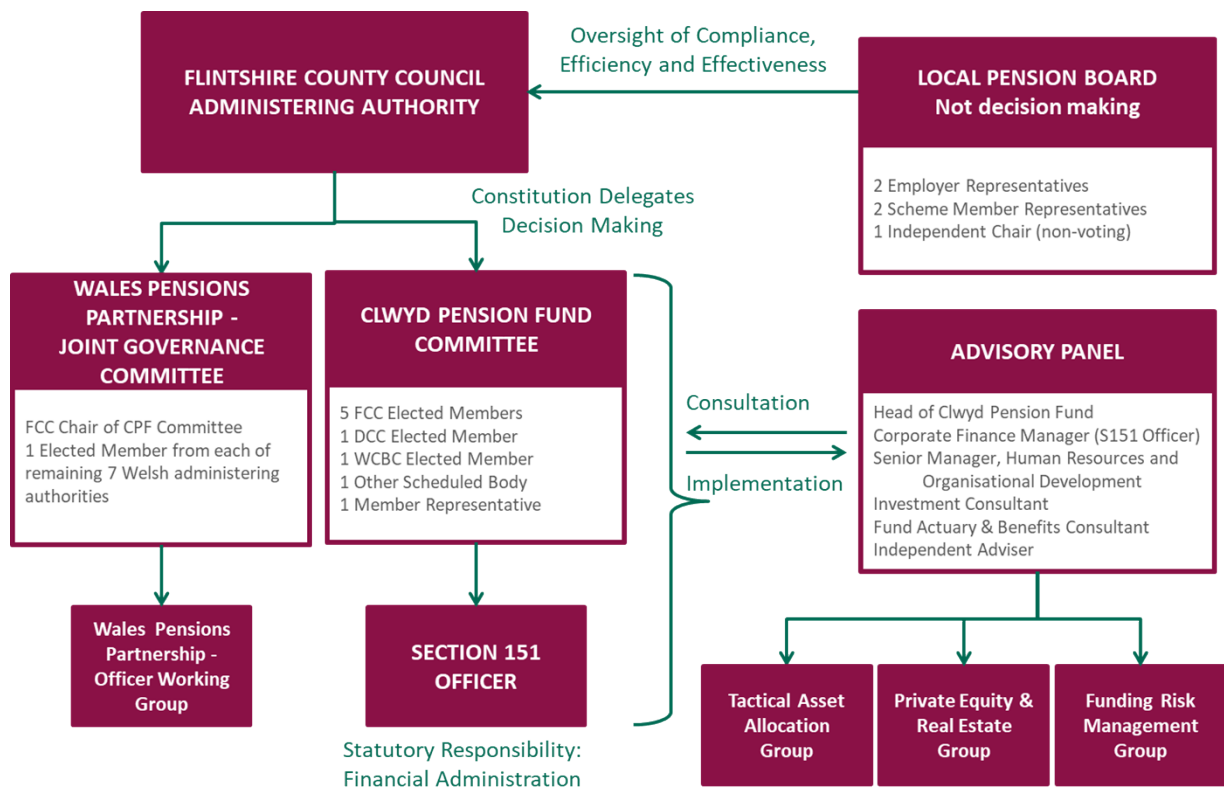 FLINTSHIRE COUNTY COUNCIL
ADMINISTERING AUTHORITY
Oversight of Compliance,
Efficiency and Effectiveness
LOCAL PENSION BOARD
Not decision making
2 Employer Representatives
2 Scheme Member Representatives
1 Independent Chair (non-voting)
Constitution Delegates
Decision Making
WALES PENSIONS
PARTNERSHIP -
JOINT GOVERNANCE
COMMITTEE
FCC Chair of CPF Committee
1 Elected Member from each of
remaining 7 Welsh administering
authorities
CLWYD PENSION FUND
COMMITTEE
5 FCC Elected Members
1 DCC Elected Member
1 WCBC Elected Member
1 Other Scheduled Body
1 Member Representative
Consultation
Implementation
ADVISORY PANEL
Head of Clwyd Pension Fund
Corporate Finance Manager (S151 Officer)
Senior Manager, Human Resources and
Organisational Development
Investment Consultant
Fund Actuary & Benefits Consultant
Independent Adviser
Wales Pensions
Partnership -
Officer Working
Group
SECTION 151
OFFICER
Statutory Responsibility:
Financial Administration
Tactical Asset
Allocation
Group
Private Equity &
Real Estate
Group
Funding Risk
Management
Group